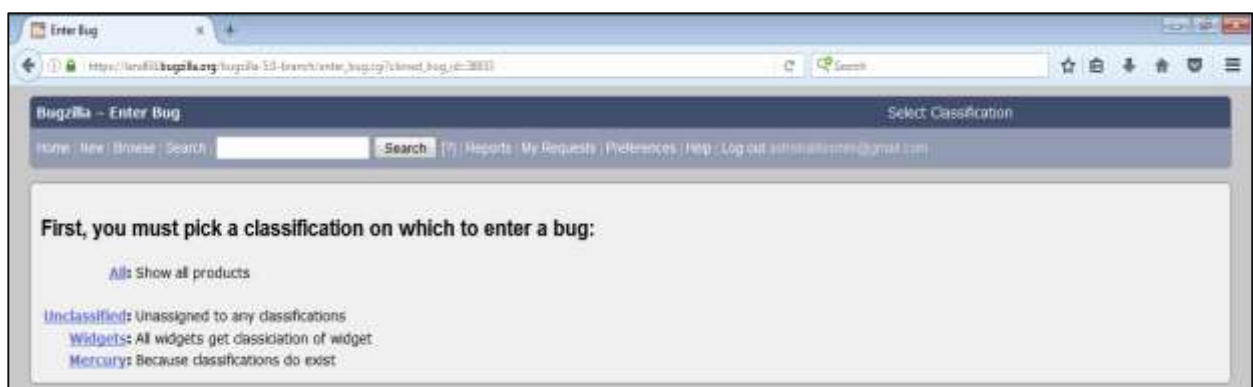 Enter Bug
Search
Bugzilla – Enter Bug
Select Classification
Home | New | Browse | Search | Search [?] | Reports | My Requests | Preferences | Help | Log out
First, you must pick a classification on which to enter a bug:
All: Show all products
Unclassified: Unassigned to any classifications
Widgets: All widgets get classiciation of widget
Mercury: Because classifications do exist